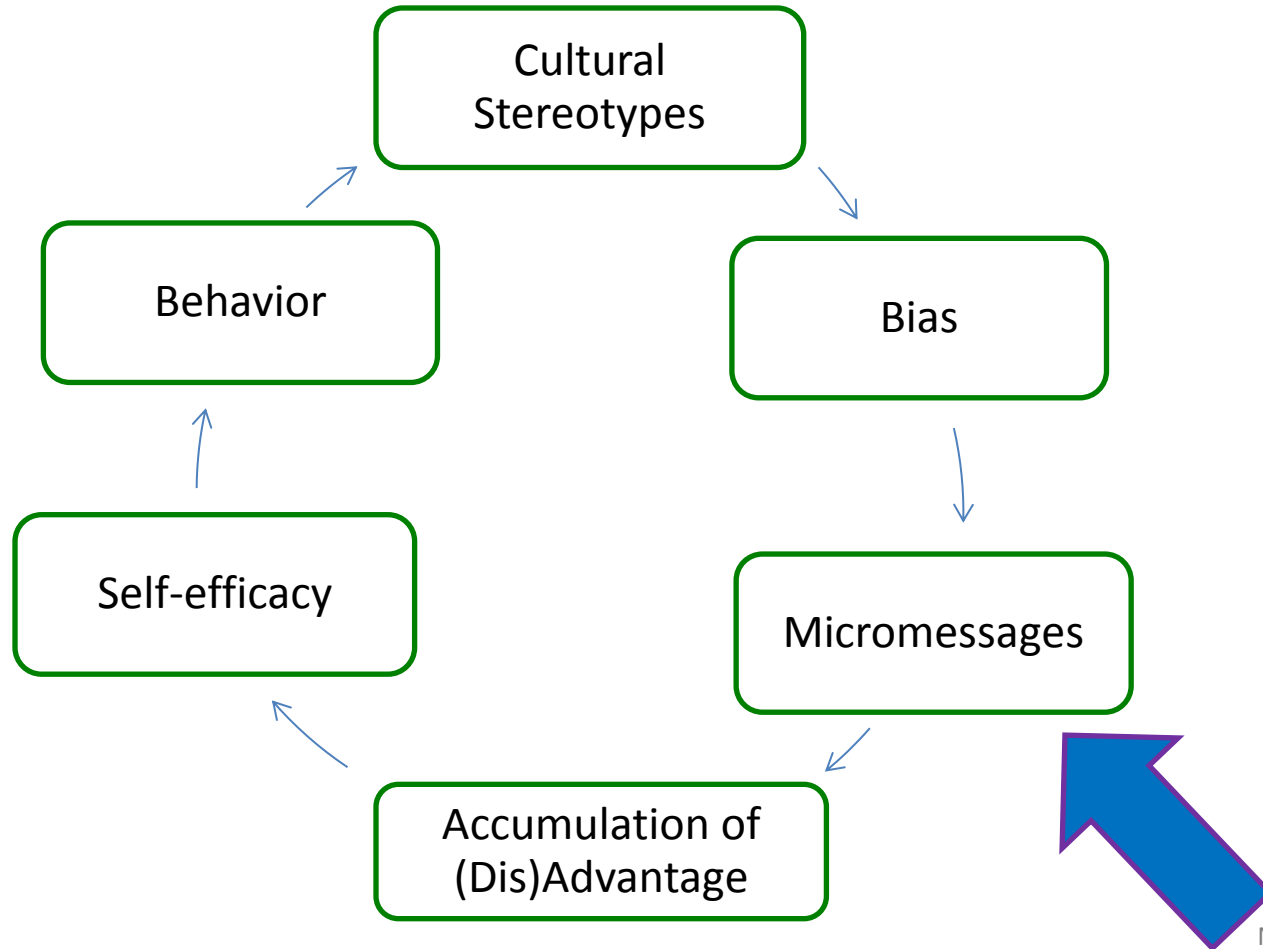 Cultural
Stereotypes
Bias
Micromessages
Accumulation of
(Dis)Advantage
Self-efficacy
Behavior